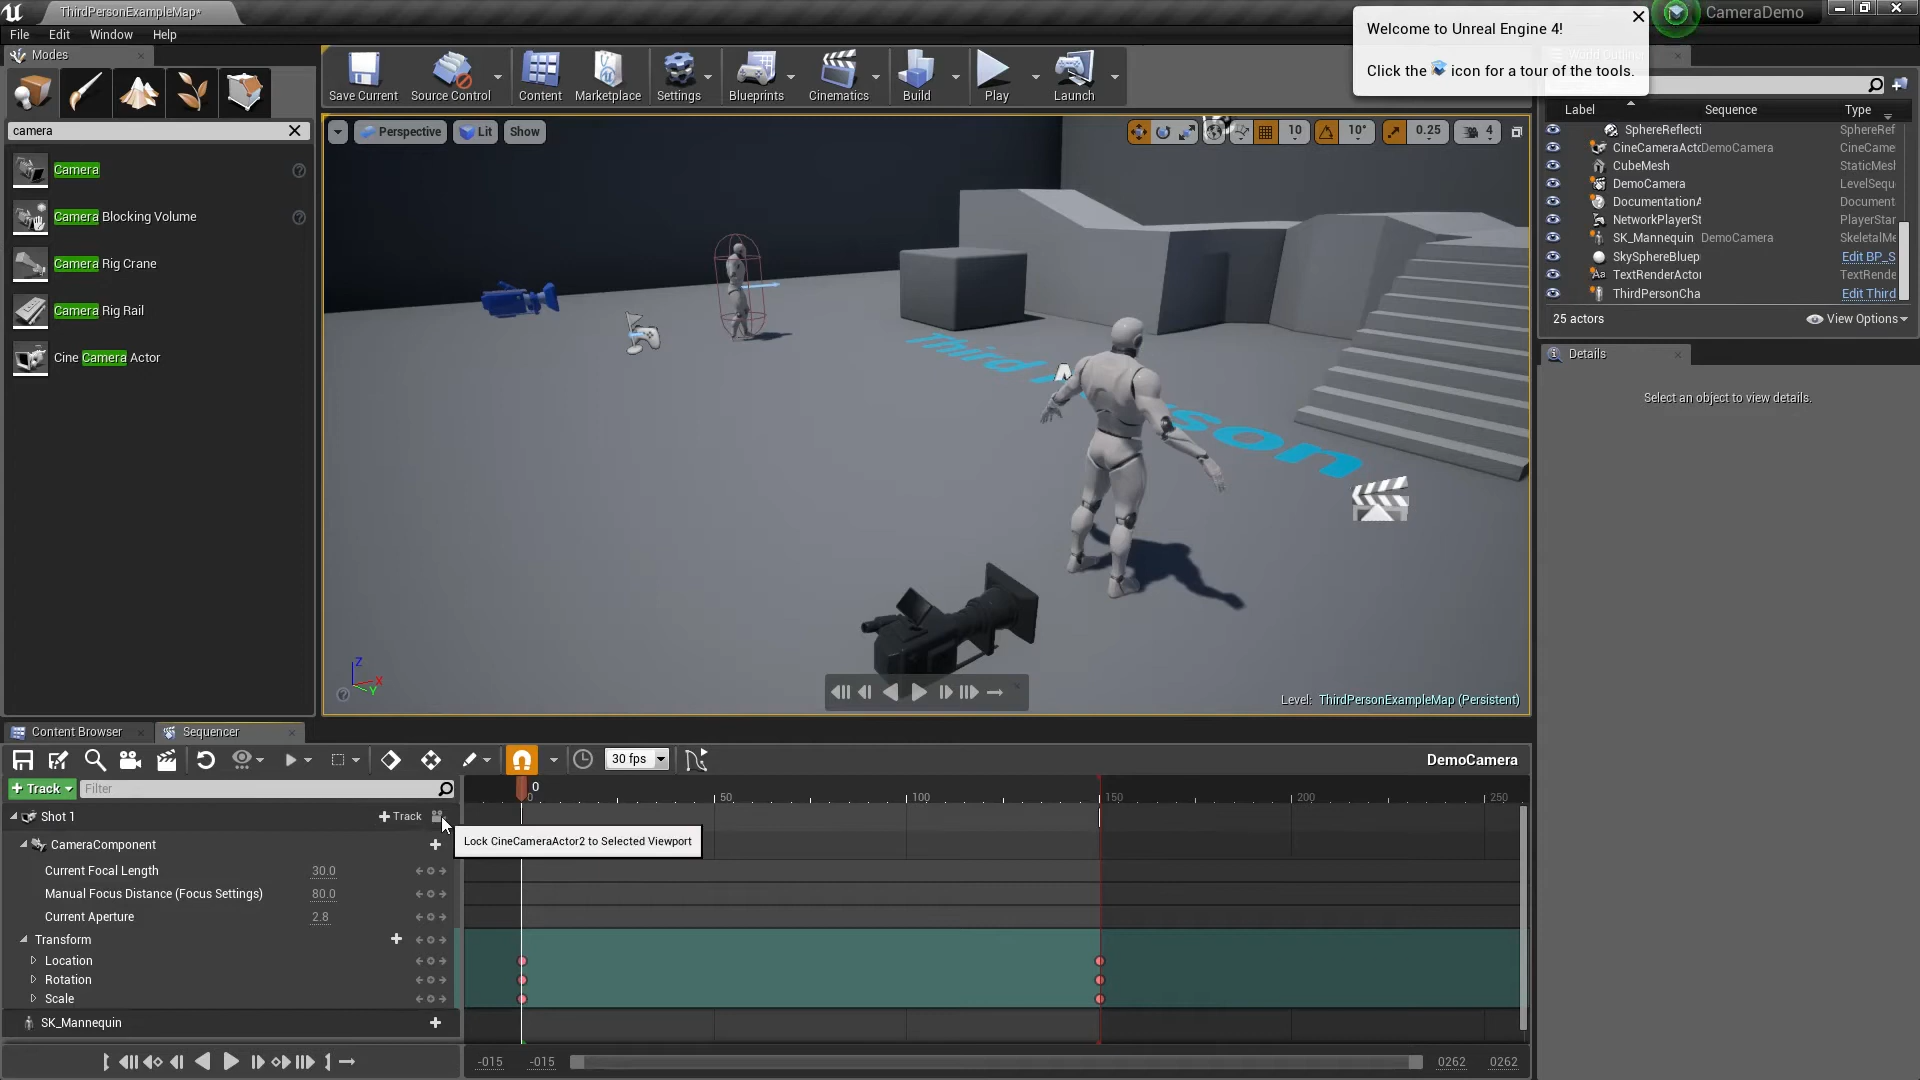 ThirdPersonExampleMap*
CameraDemo
File Edit Window Help
Welcome to Unreal Engine 4!
Click the icon for a tour of the tools.
Modes
Save Current
Source Control
Content
Marketplace
Settings
Blueprints
Cinematics
Build
Play
Launch
camera
Camera
Camera Blocking Volume
Camera Rig Crane
Camera Rig Rail
Cine Camera Actor
Perspective Lit Show
10 10° 0.25 4
Third
son
Level: ThirdPersonExampleMap (Persistent)
Z
X
Y
Label Sequence Type
SphereReflecti SphereRef
CineCameraActo DemoCamera CineCame
CubeMesh StaticMesl
DemoCamera LevelSequ
DocumentationA Document
NetworkPlayerSt PlayerStar
SK_Mannequin DemoCamera SkeletalMe
SkySphereBluep Edit BP_S
TextRenderActor TextRende
ThirdPersonCha Edit Third
25 actors View Options
Details
Select an object to view details.
Content Browser Sequencer
30 fps DemoCamera
+ Track Filter
0
0 50 100 150 200 250
Shot 1 + Track
Lock CineCameraActor2 to Selected Viewport
CameraComponent
Current Focal Length 30.0
Manual Focus Distance (Focus Settings) 80.0
Current Aperture 2.8
Transform
Location
Rotation
Scale
SK_Mannequin
-015 -015 0262 0262